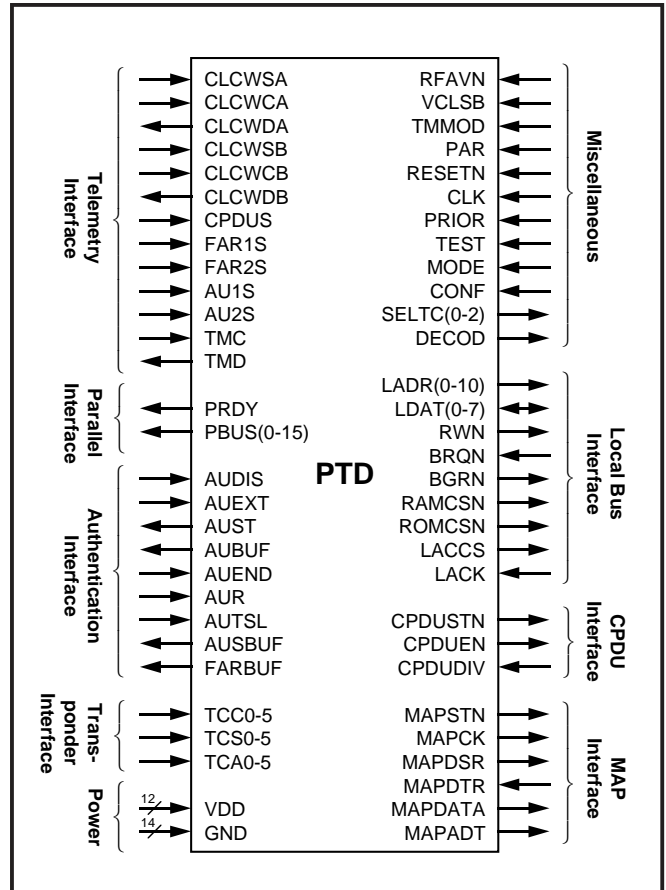 Telemetry
Interface
CLCWSA
CLCWCA
CLCWDA
CLCWSB
CLCWCB
CLCWDB
CPDUS
FAR1S
FAR2S
AU1S
AU2S
TMC
TMD
Parallel
Interface
PRDY
PBUS(0-15)
Authentication
Interface
AUDIS
AUEXT
AUST
AUBUF
AUEND
AUR
AUTSL
AUSBUF
FARBUF
Trans-
ponder
Interface
TCC0-5
TCS0-5
TCA0-5
Power
12
VDD
14
GND
PTD
RFAVN
VCLSB
TMMOD
PAR
RESETN
CLK
PRIOR
TEST
MODE
CONF
SELTC(0-2)
DECOD
Miscellaneous
LADR(0-10)
LDAT(0-7)
RWN
BRQN
BGRN
RAMCSN
ROMCSN
LACCS
LACK
Local Bus
Interface
CPDUSTN
CPDUEN
CPDUDIV
CPDU
Interface
MAPSTN
MAPCK
MAPDSR
MAPDTR
MAPDATA
MAPADT
MAP
Interface